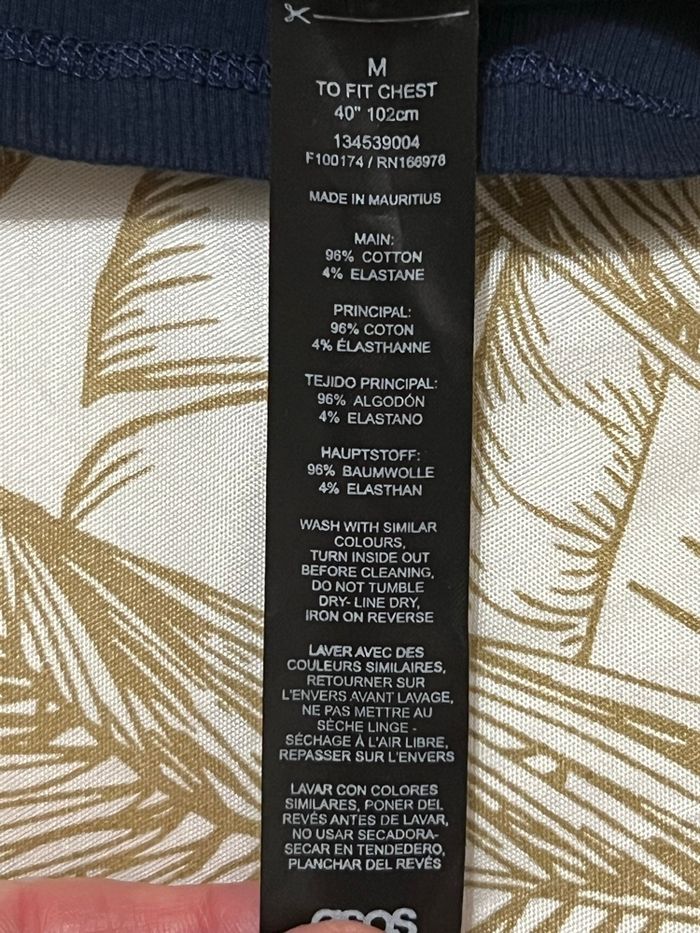 M
TO FIT CHEST
40" 102cm
134539004
F100174 / RN166976
MADE IN MAURITIUS
MAIN:
96% COTTON
4% ELASTANE
PRINCIPAL:
96% COTON
4% ÉLASTHANNE
TEJIDO PRINCIPAL:
96% ALGODÓN
4% ELASTANO
HAUPTSTOFF:
96% BAUMWOLLE
4% ELASTHAN
WASH WITH SIMILAR
COLOURS,
TURN INSIDE OUT
BEFORE CLEANING,
DO NOT TUMBLE
DRY- LINE DRY,
IRON ON REVERSE
LAVER AVEC DES
COULEURS SIMILAIRES,
RETOURNER SUR
L'ENVERS AVANT LAVAGE,
NE PAS METTRE AU
SÈCHE LINGE -
SÉCHAGE À L'AIR LIBRE,
REPASSER SUR L'ENVERS
LAVAR CON COLORES
SIMILARES, PONER DEL
REVÉS ANTES DE LAVAR,
NO USAR SECADORA-
SECAR EN TENDEDERO,
PLANCHAR DEL REVÉS
asos